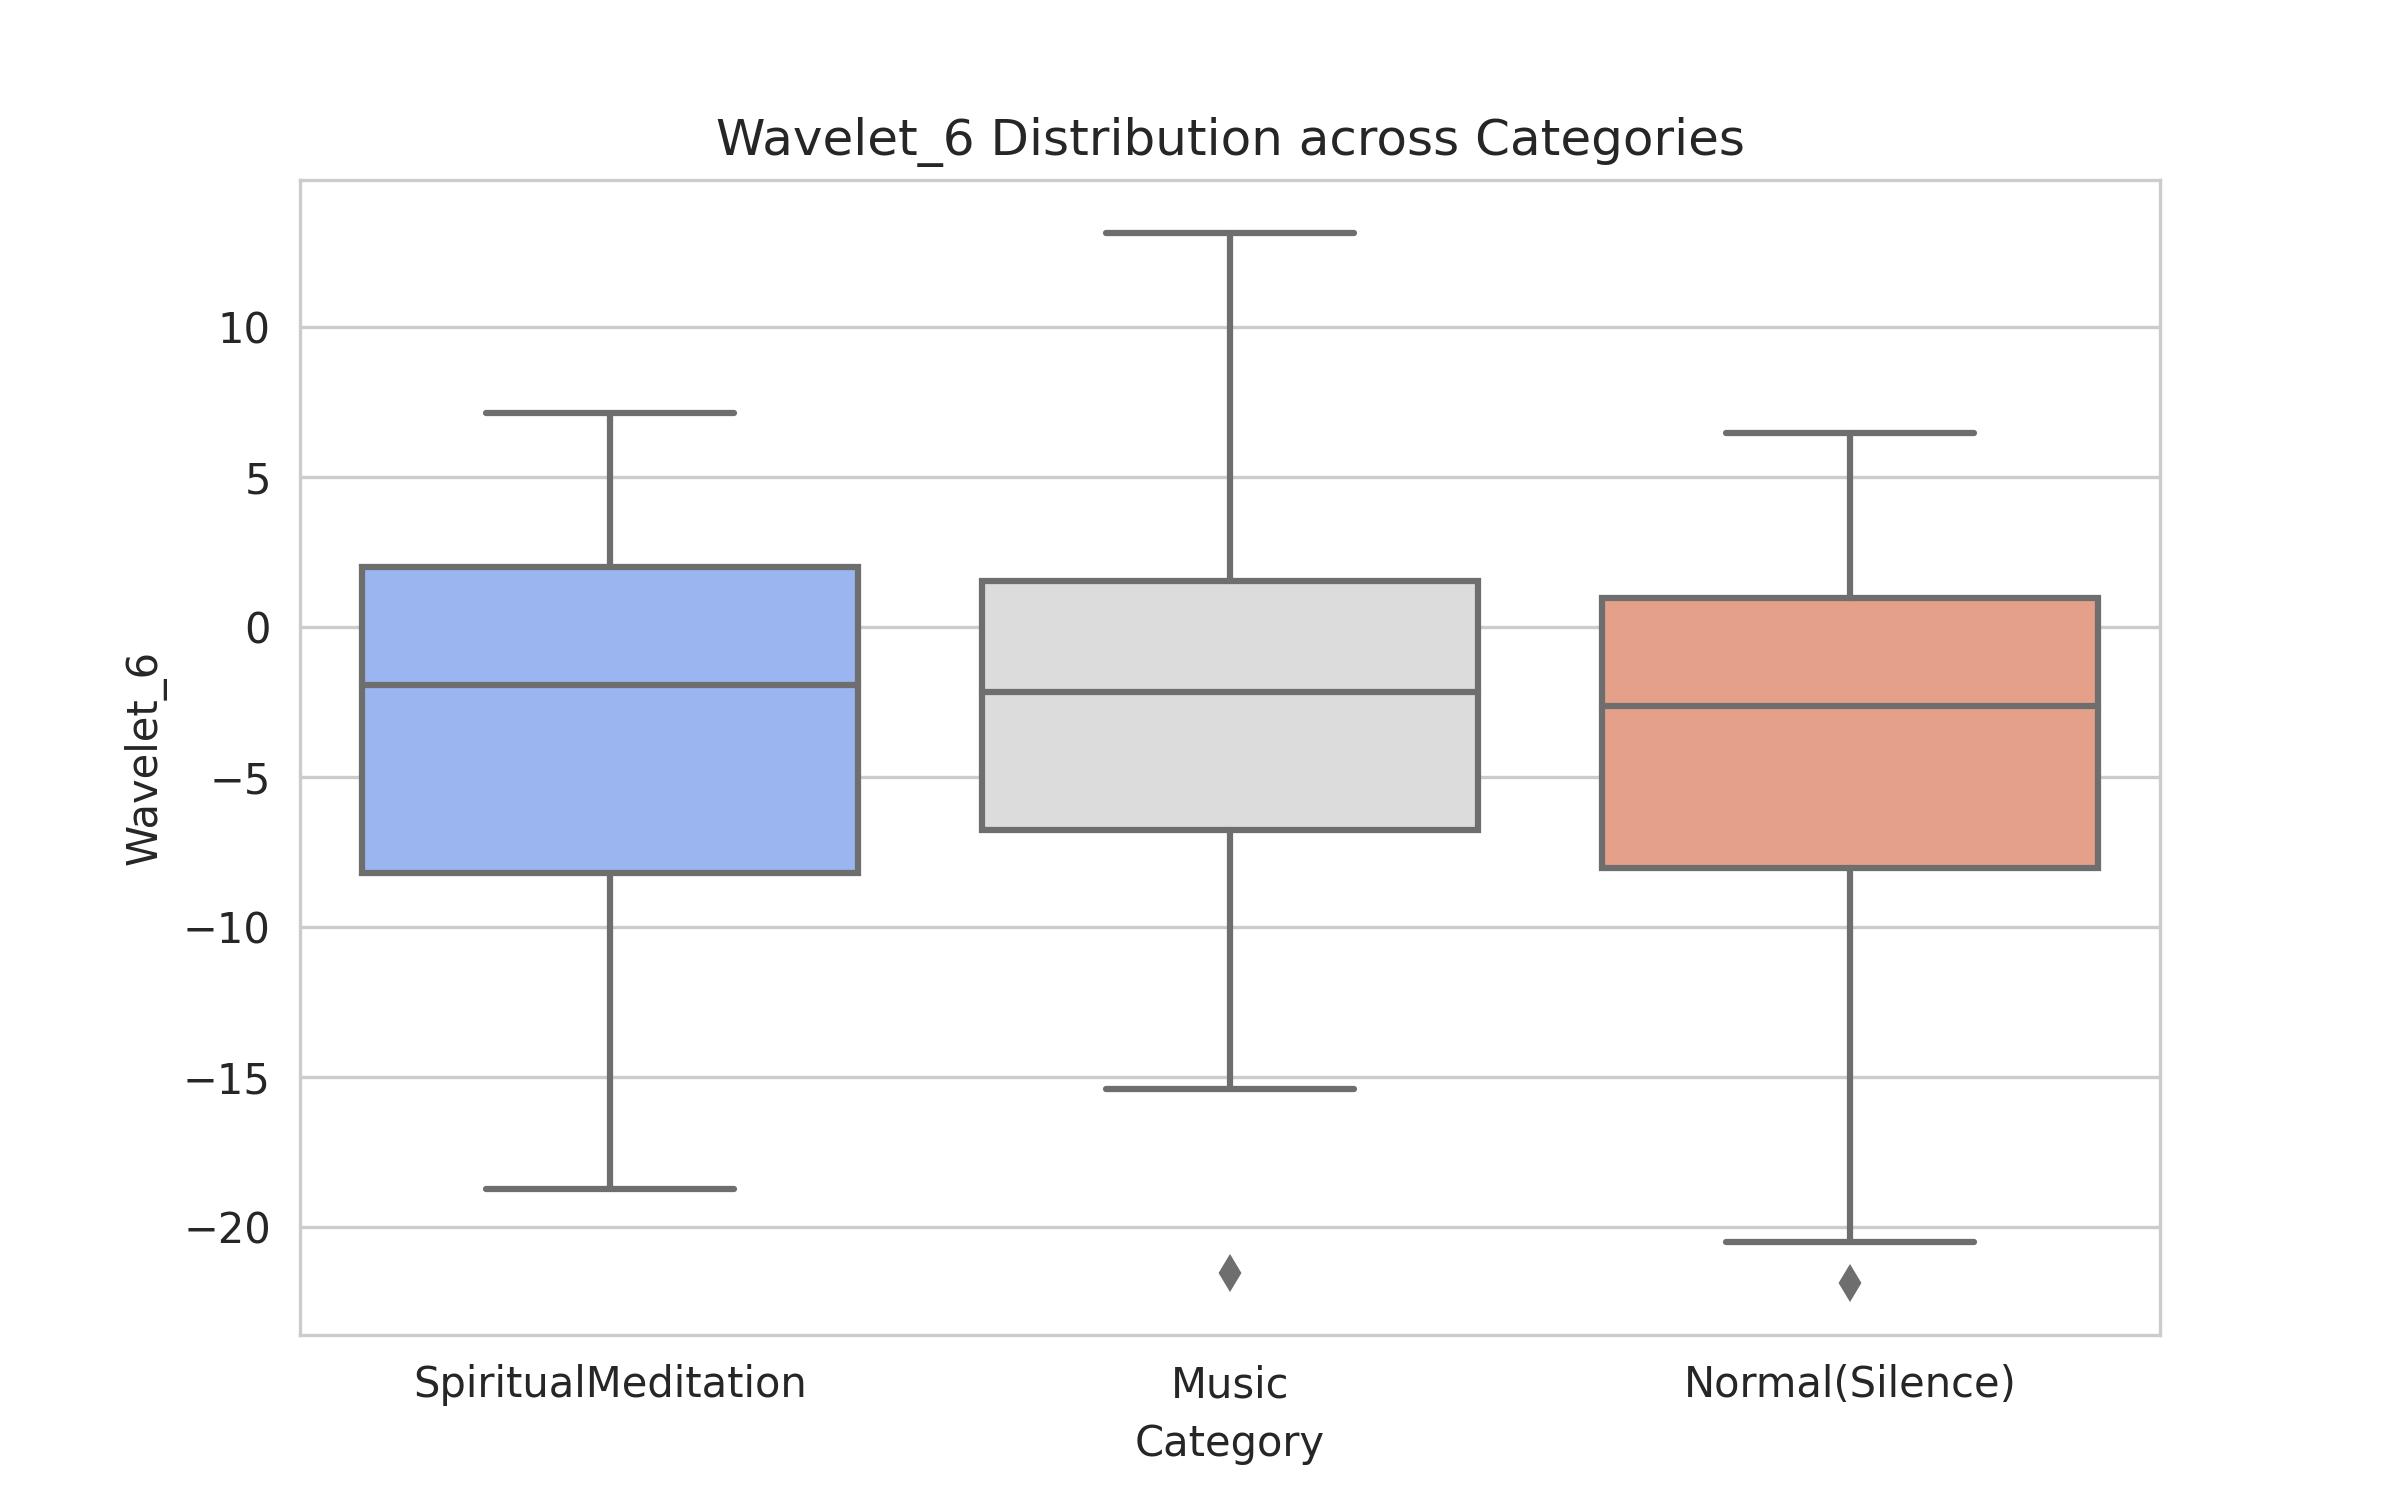 Wavelet_6 Distribution across Categories
10
5
0
−5
−10
−15
−20
Wavelet_6
SpiritualMeditation
Music
Normal(Silence)
Category